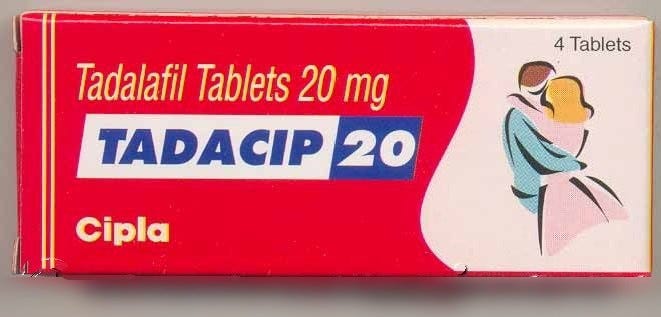 4 Tablets
Tadalafil Tablets 20 mg
TADACIP 20
Cipla